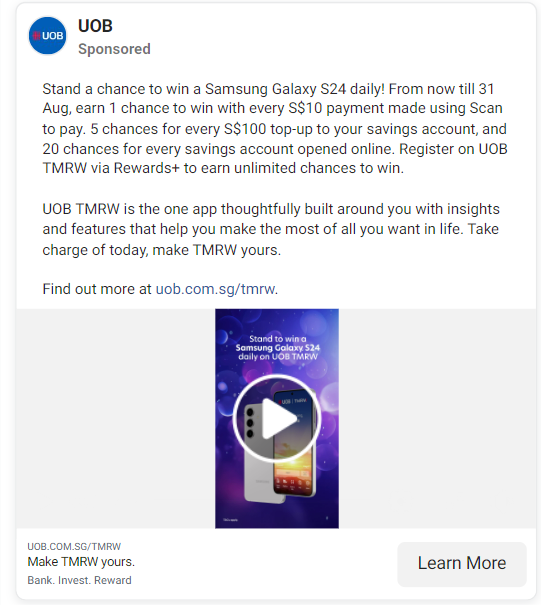 UOB
UOB
Sponsored
Stand a chance to win a Samsung Galaxy S24 daily! From now till 31
Aug, earn 1 chance to win with every S$10 payment made using Scan
to pay. 5 chances for every S$100 top-up to your savings account, and
20 chances for every savings account opened online. Register on UOB
TMRW via Rewards+ to earn unlimited chances to win.
UOB TMRW is the one app thoughtfully built around you with insights
and features that help you make the most of all you want in life. Take
charge of today, make TMRW yours.
Find out more at uob.com.sg/tmrw.
Stand to win a
Samsung Galaxy S24
daily on UOB TMRW
UOB.COM.SG/TMRW
Make TMRW yours.
Bank. Invest. Reward
Learn More